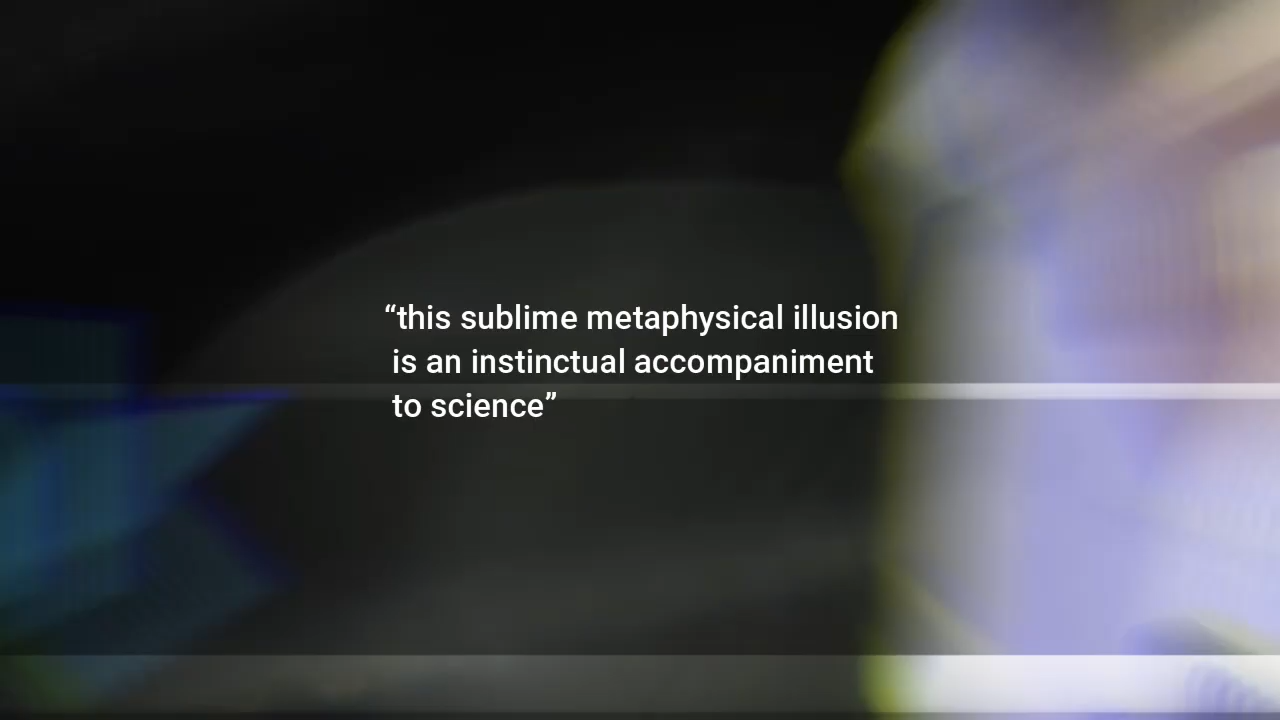 “this sublime metaphysical illusion
is an instinctual accompaniment
to science”